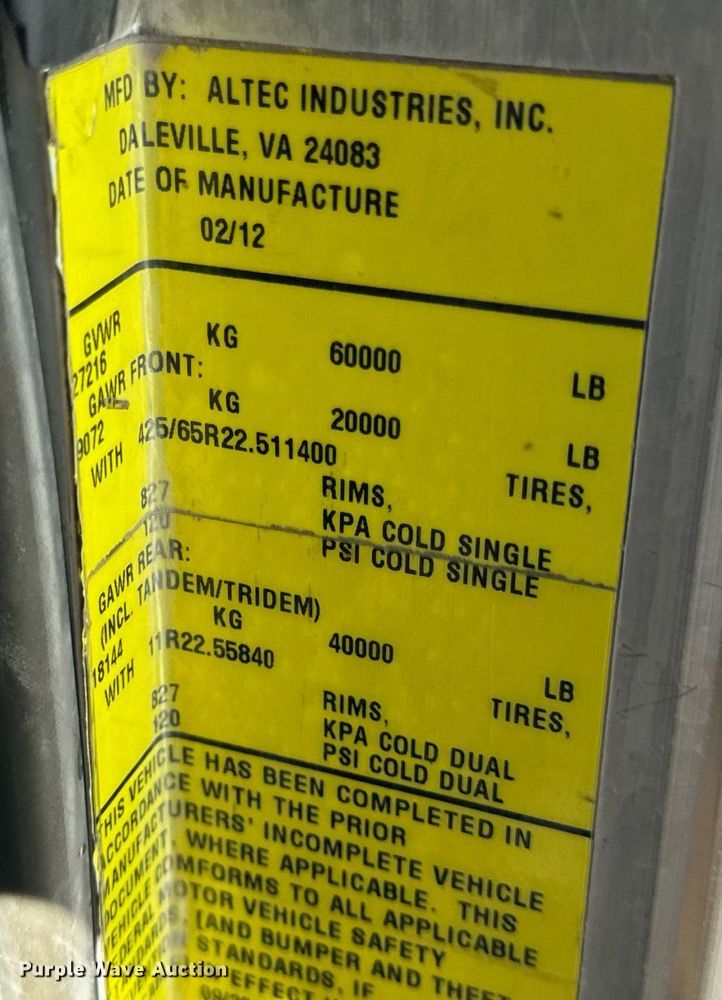 MFD BY: ALTEC INDUSTRIES, INC.
DALEVILLE, VA 24083
DATE OF MANUFACTURE
02/12
GVWR
27216 KG 60000 LB
GAWR FRONT:
9072 KG 20000 LB
WITH 425/65R22.511400 TIRES,
RIMS,
827 KPA COLD SINGLE
120 PSI COLD SINGLE
GAWR REAR:
(INCL. TANDEM/TRIDEM)
18144 KG 40000 LB
WITH 11R22.55840 TIRES,
RIMS,
827 KPA COLD DUAL
120 PSI COLD DUAL
THIS VEHICLE HAS BEEN COMPLETED IN
ACCORDANCE WITH THE PRIOR
MANUFACTURERS' INCOMPLETE VEHICLE
DOCUMENT, WHERE APPLICABLE. THIS
VEHICLE COMFORMS TO ALL APPLICABLE
MOTOR VEHICLE SAFETY
[AND BUMPER AND THEFT
STANDARDS, IF
EFFECT
Purple Wave Auction